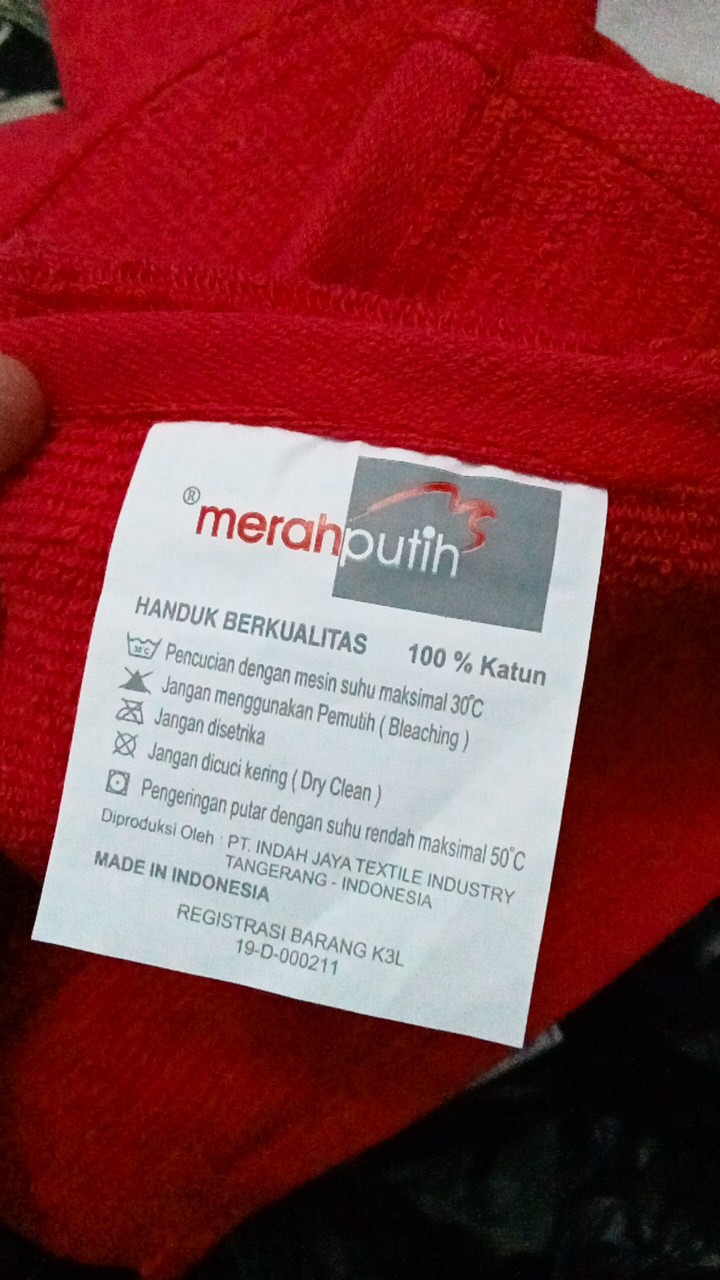 ® merahputih
HANDUK BERKUALITAS 100 % Katun
30°C Pencucian dengan mesin suhu maksimal 30°C
Jangan menggunakan Pemutih ( Bleaching )
Jangan disetrika
Jangan dicuci kering ( Dry Clean )
Pengeringan putar dengan suhu rendah maksimal 50°C
Diproduksi Oleh : PT. INDAH JAYA TEXTILE INDUSTRY
TANGERANG - INDONESIA
MADE IN INDONESIA
REGISTRASI BARANG K3L
19-D-000211